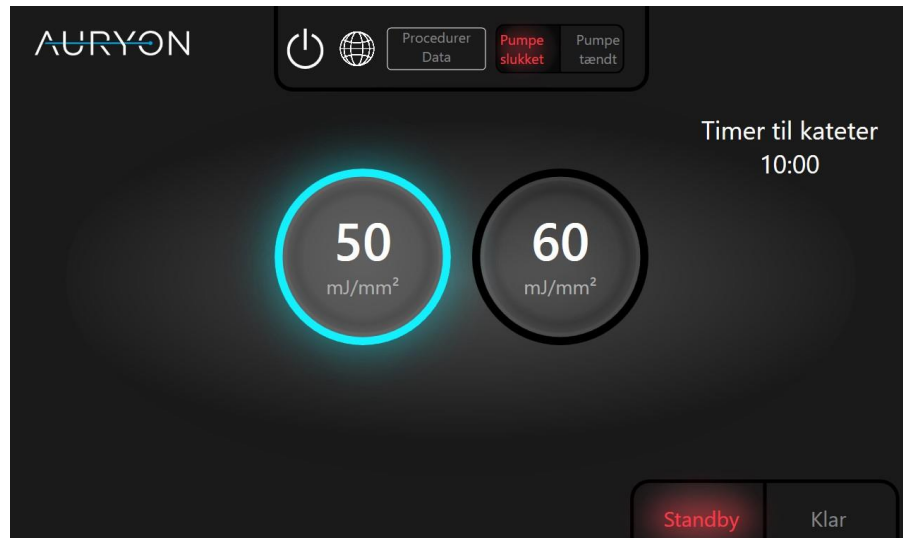 AURYON
Procedurer
Data
Pumpe
slukket
Pumpe
tændt
Timer til kateter
10:00
50
mJ/mm²
60
mJ/mm²
Standby
Klar